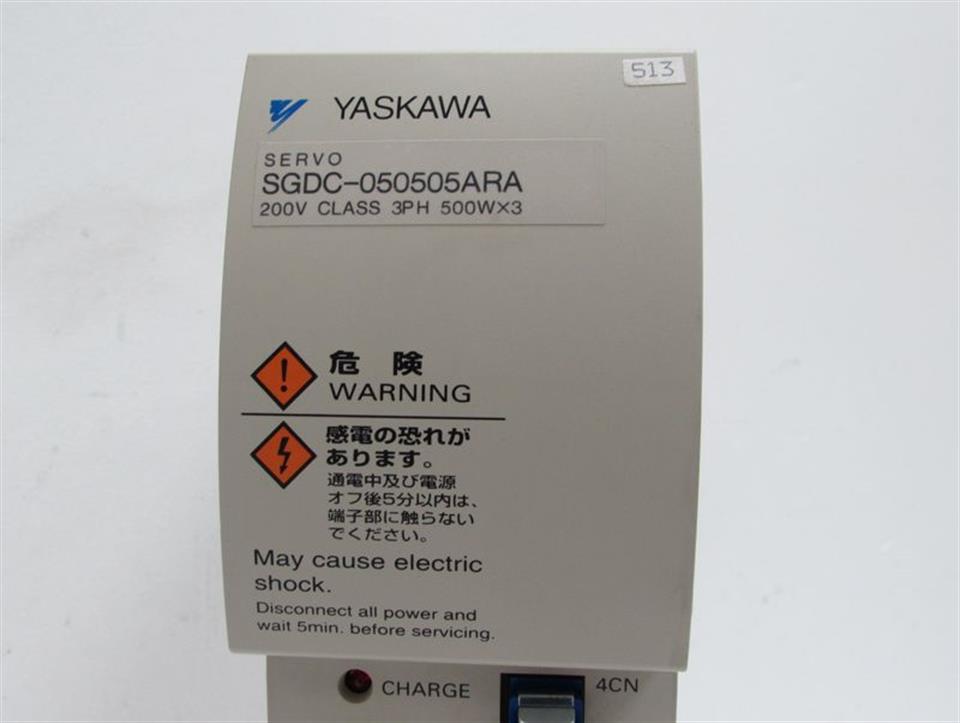 513
YASKAWA
SERVO
SGDC-050505ARA
200V CLASS 3PH 500W×3
危 険
WARNING
感電の恐れが
あります。
通電中及び電源
オフ後5分以内は、
端子部に触らない
でください。
May cause electric
shock.
Disconnect all power and
wait 5min. before servicing.
CHARGE
4CN